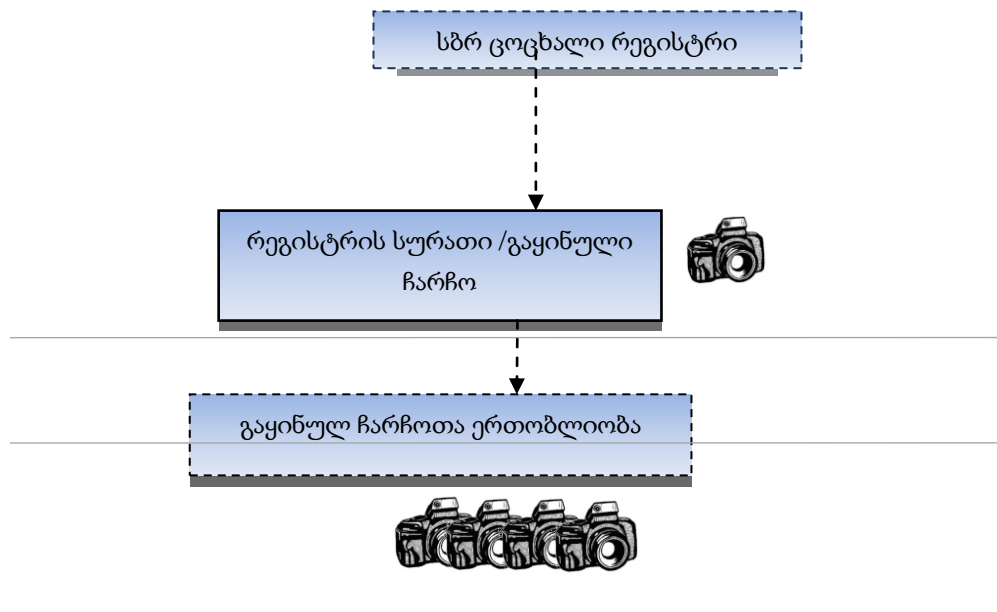 სბრ ცოცხალი რეგისტრი
რეგისტრის სურათი /გაყინული
ჩარჩო
გაყინულ ჩარჩოთა ერთობლიობა